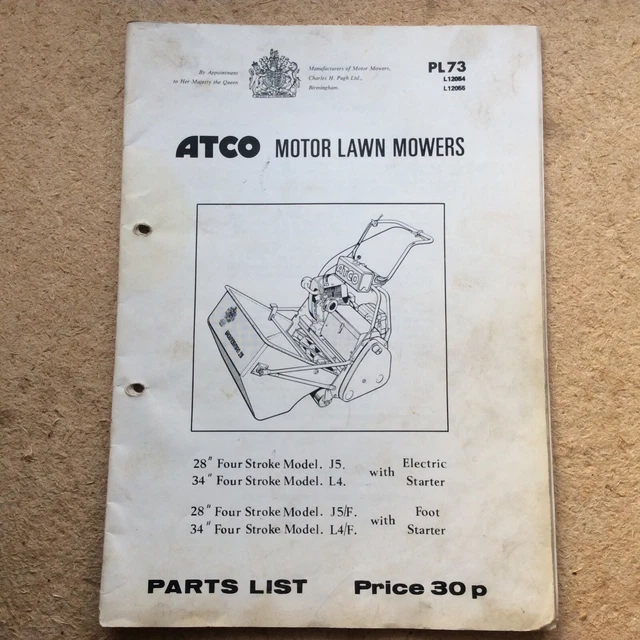 By Appointment
to Her Majesty the Queen
Manufacturers of Motor Mowers,
Charles H. Pugh Ltd.,
Birmingham.
PL73
L12064
L12066
ATCO MOTOR LAWN MOWERS
ATCO
28" Four Stroke Model. J5.
34" Four Stroke Model. L4.
with
Electric
Starter
28" Four Stroke Model. J5/F.
34" Four Stroke Model. L4/F.
with
Foot
Starter
PARTS LIST Price 30p